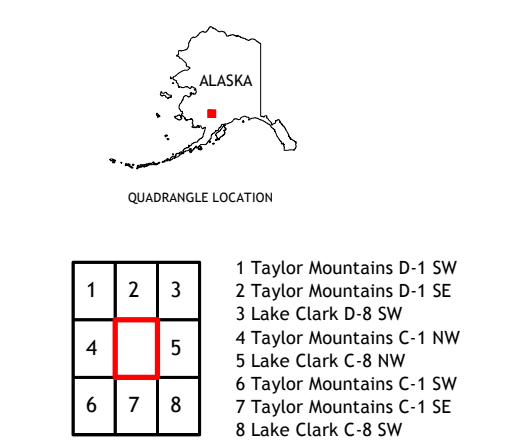 ALASKA
QUADRANGLE LOCATION
1 2 3
4 5
6 7 8
1 Taylor Mountains D-1 SW
2 Taylor Mountains D-1 SE
3 Lake Clark D-8 SW
4 Taylor Mountains C-1 NW
5 Lake Clark C-8 NW
6 Taylor Mountains C-1 SW
7 Taylor Mountains C-1 SE
8 Lake Clark C-8 SW